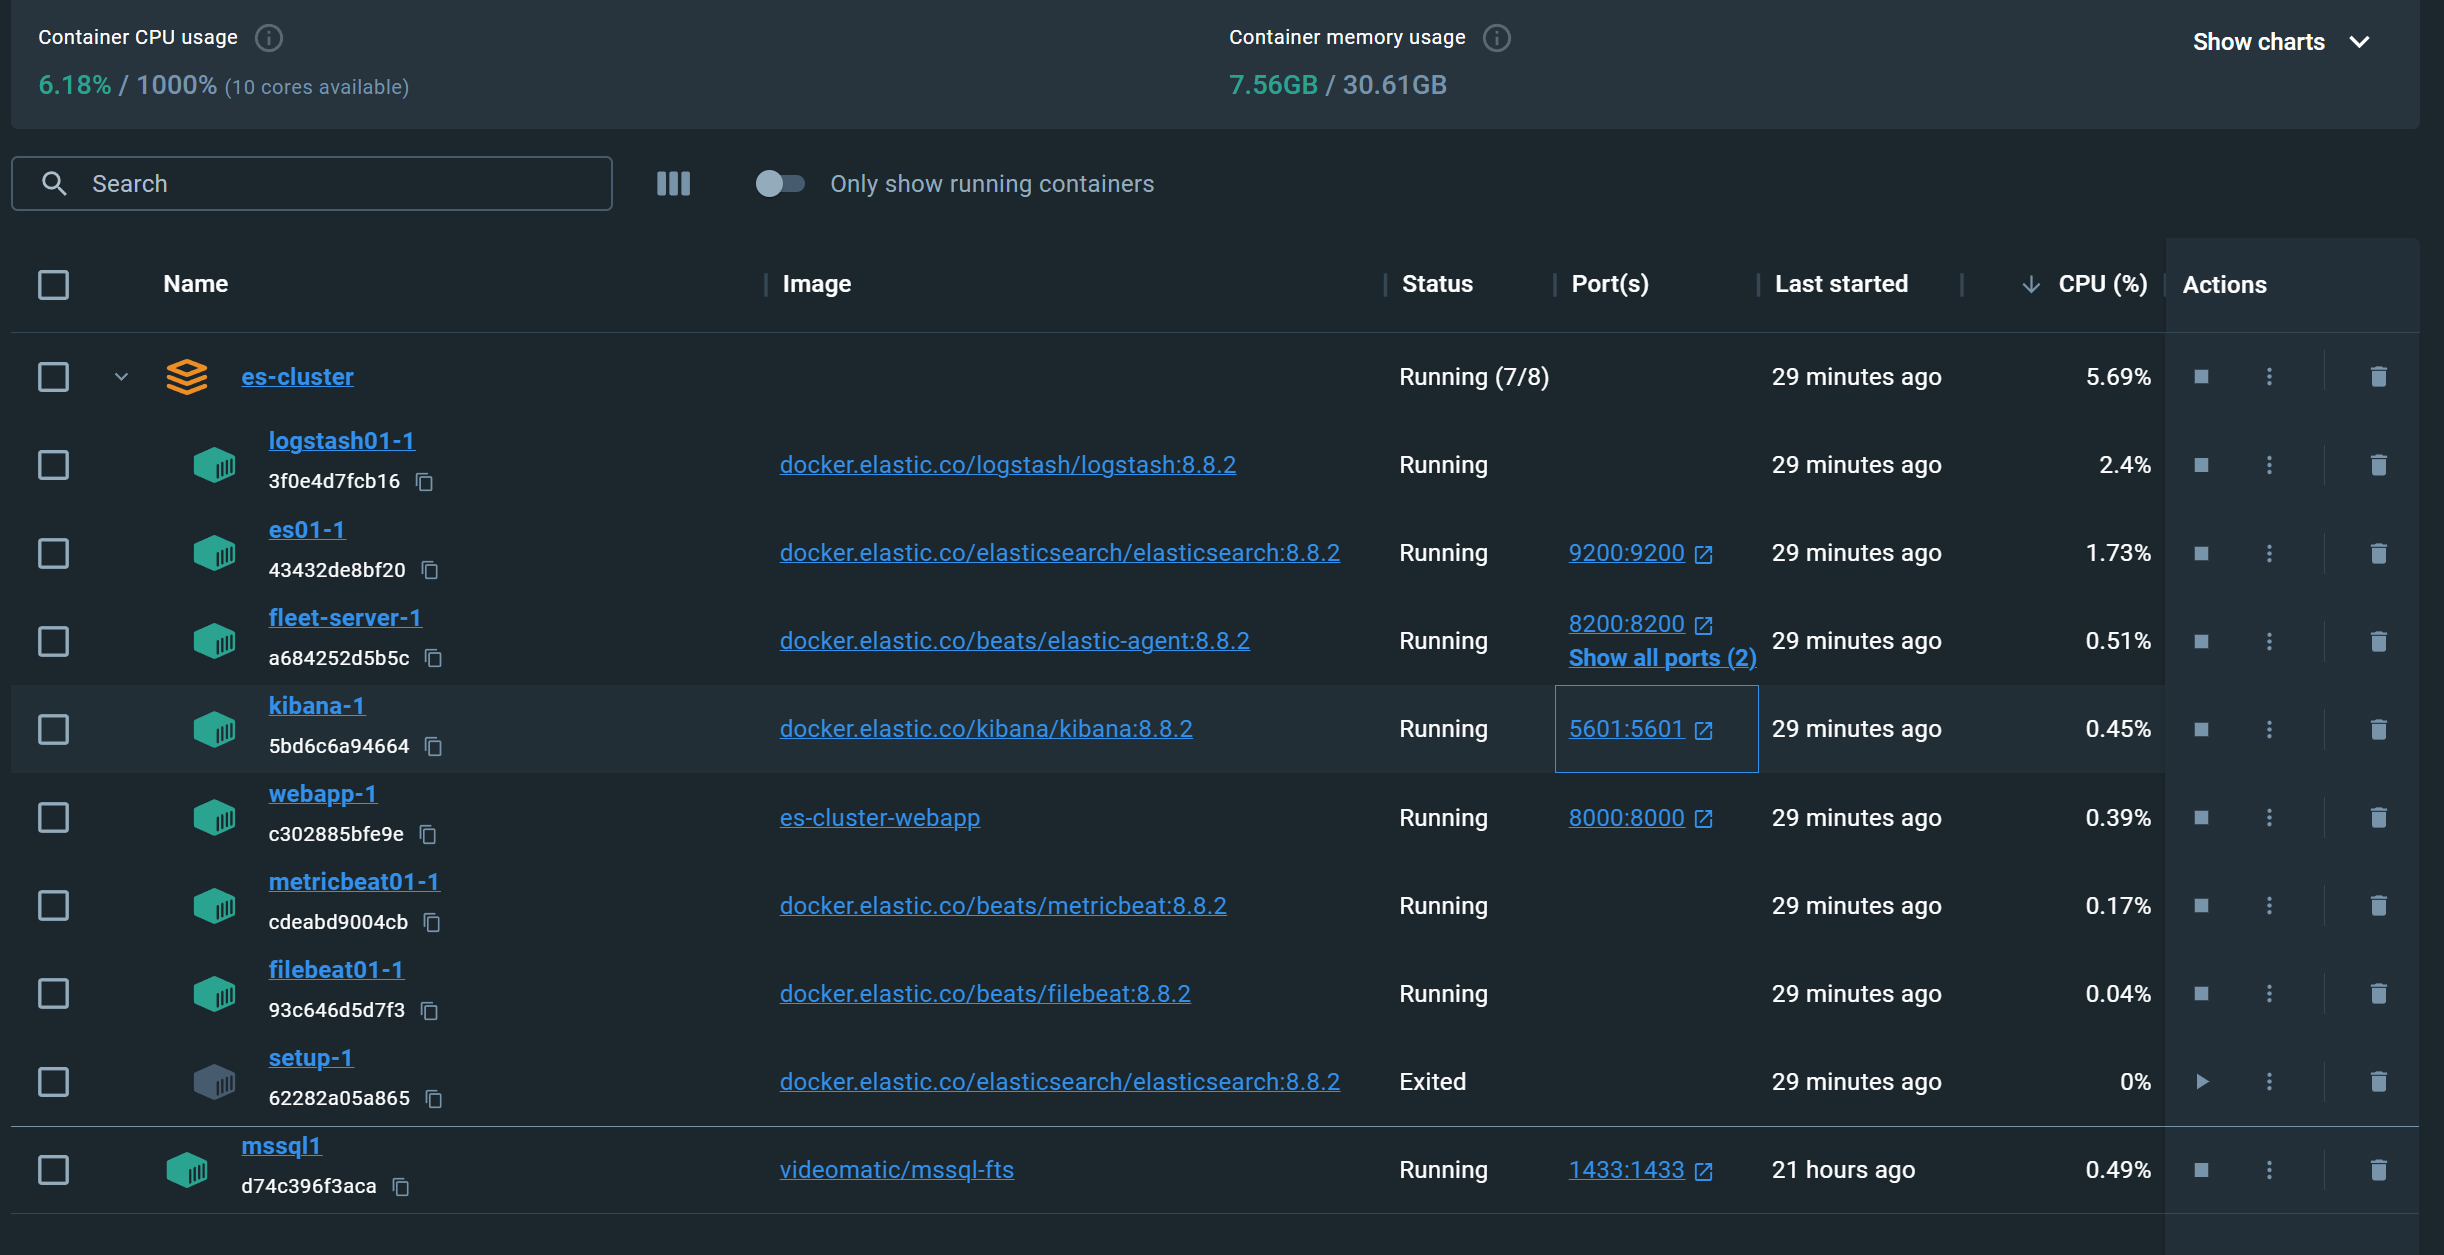 Container CPU usage
6.18% / 1000% (10 cores available)
Container memory usage
7.56GB / 30.61GB
Show charts
Search
Only show running containers
Name Image Status Port(s) Last started CPU (%) Actions
es-cluster Running (7/8) 29 minutes ago 5.69%
logstash01-1
3f0e4d7fcb16
docker.elastic.co/logstash/logstash:8.8.2 Running 29 minutes ago 2.4%
es01-1
43432de8bf20
docker.elastic.co/elasticsearch/elasticsearch:8.8.2 Running 9200:9200 29 minutes ago 1.73%
fleet-server-1
a684252d5b5c
docker.elastic.co/beats/elastic-agent:8.8.2 Running 8200:8200
Show all ports (2)
29 minutes ago 0.51%
kibana-1
5bd6c6a94664
docker.elastic.co/kibana/kibana:8.8.2 Running 5601:5601 29 minutes ago 0.45%
webapp-1
c302885bfe9e
es-cluster-webapp Running 8000:8000 29 minutes ago 0.39%
metricbeat01-1
cdeabd9004cb
docker.elastic.co/beats/metricbeat:8.8.2 Running 29 minutes ago 0.17%
filebeat01-1
93c646d5d7f3
docker.elastic.co/beats/filebeat:8.8.2 Running 29 minutes ago 0.04%
setup-1
62282a05a865
docker.elastic.co/elasticsearch/elasticsearch:8.8.2 Exited 29 minutes ago 0%
mssql1
d74c396f3aca
videomatic/mssql-fts Running 1433:1433 21 hours ago 0.49%